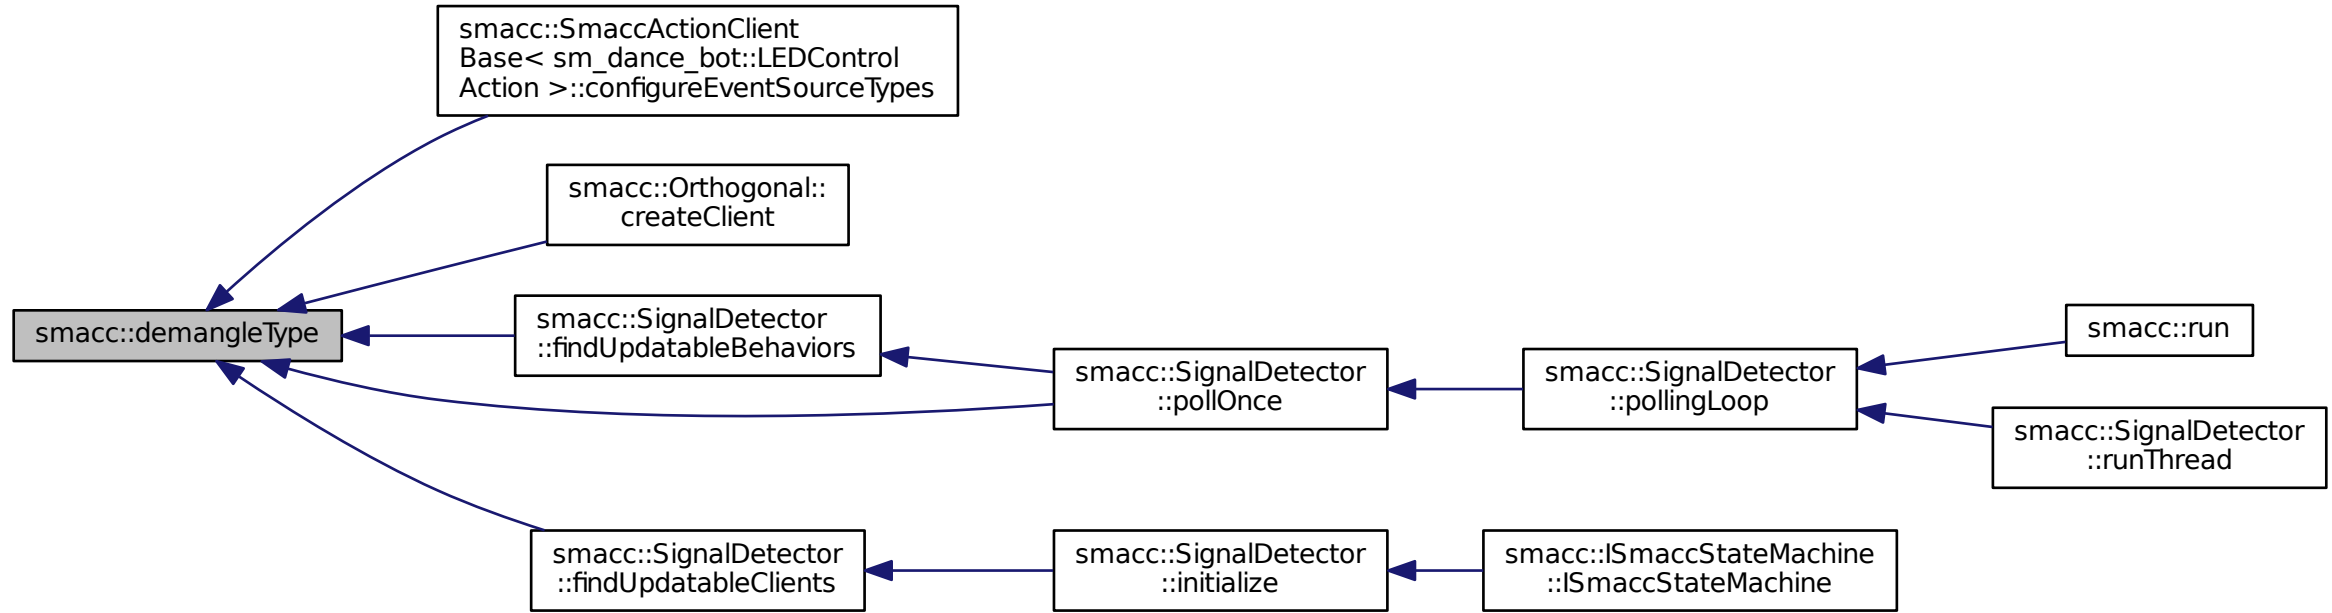 smacc::SmaccActionClient
Base< sm_dance_bot::LEDControl
Action >::configureEventSourceTypes
smacc::Orthogonal::
createClient
smacc::demangleType
smacc::SignalDetector
::findUpdatableBehaviors
smacc::SignalDetector
::pollOnce
smacc::SignalDetector
::pollingLoop
smacc::run
smacc::SignalDetector
::runThread
smacc::SignalDetector
::findUpdatableClients
smacc::SignalDetector
::initialize
smacc::ISmaccStateMachine
::ISmaccStateMachine